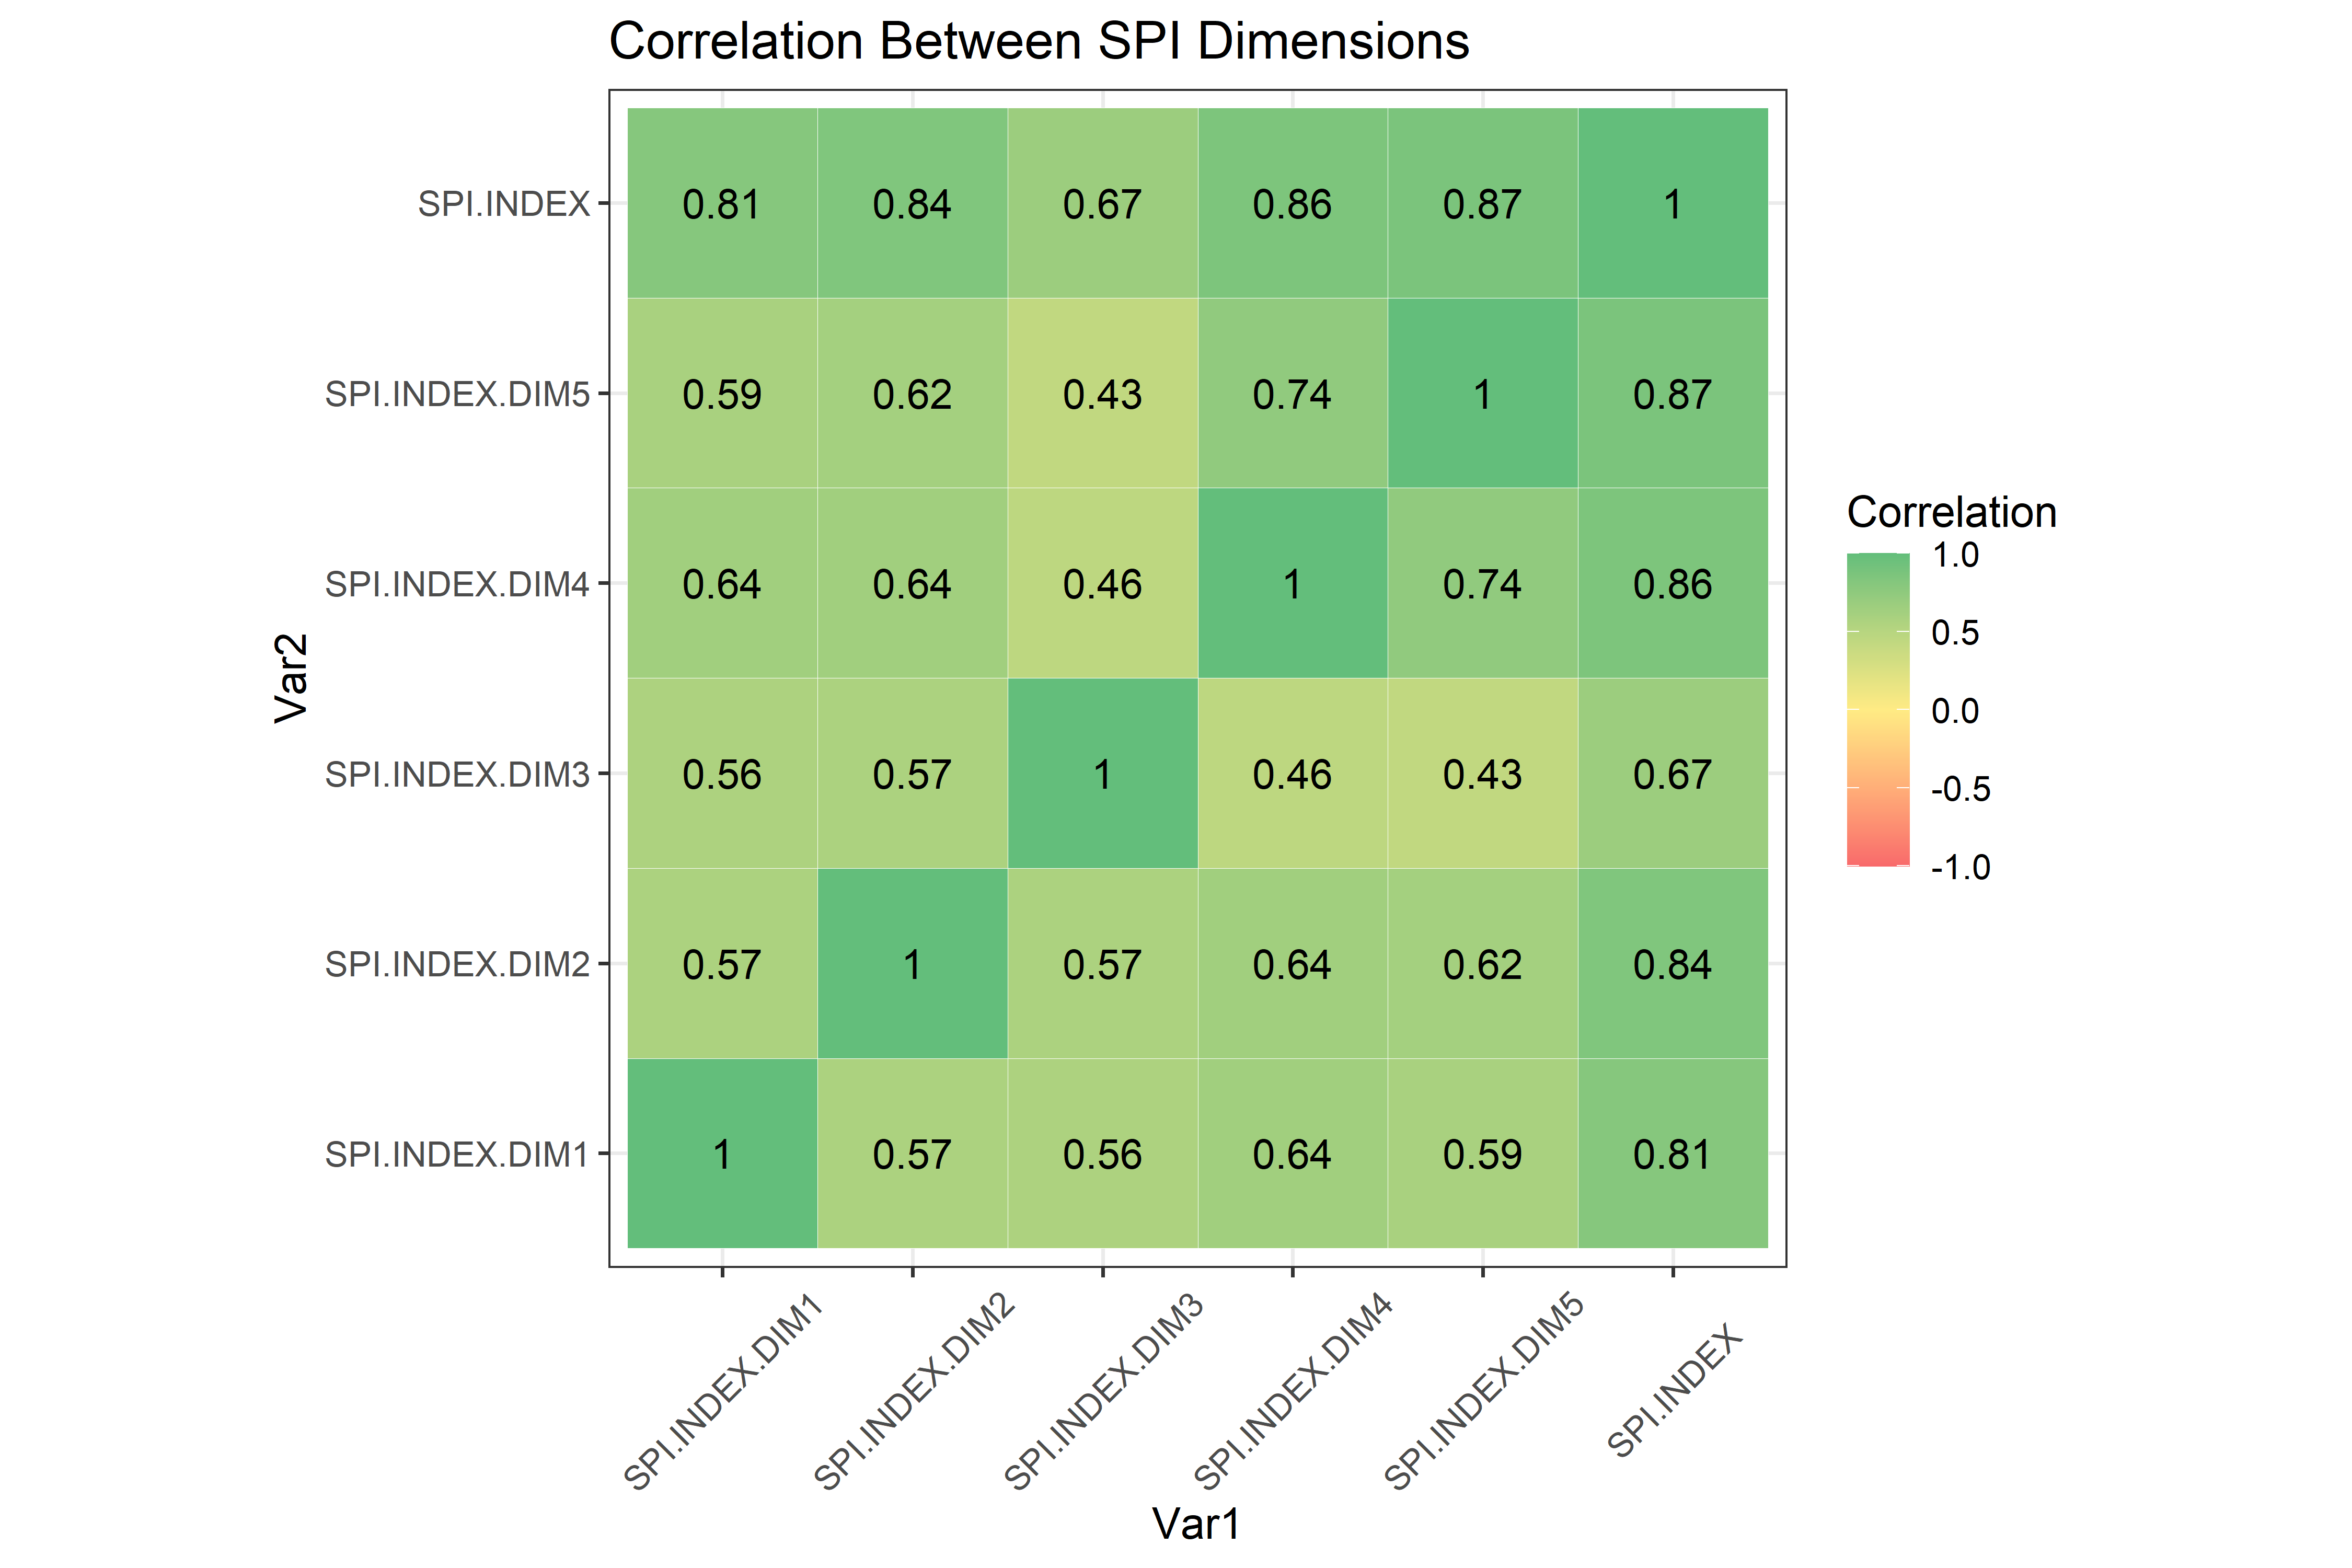 Correlation Between SPI Dimensions
Var2
SPI.INDEX 0.81 0.84 0.67 0.86 0.87 1
SPI.INDEX.DIM5 0.59 0.62 0.43 0.74 1 0.87
SPI.INDEX.DIM4 0.64 0.64 0.46 1 0.74 0.86
SPI.INDEX.DIM3 0.56 0.57 1 0.46 0.43 0.67
SPI.INDEX.DIM2 0.57 1 0.57 0.64 0.62 0.84
SPI.INDEX.DIM1 1 0.57 0.56 0.64 0.59 0.81
SPI.INDEX.DIM1 SPI.INDEX.DIM2 SPI.INDEX.DIM3 SPI.INDEX.DIM4 SPI.INDEX.DIM5 SPI.INDEX
Var1
Correlation
1.0
0.5
0.0
-0.5
-1.0